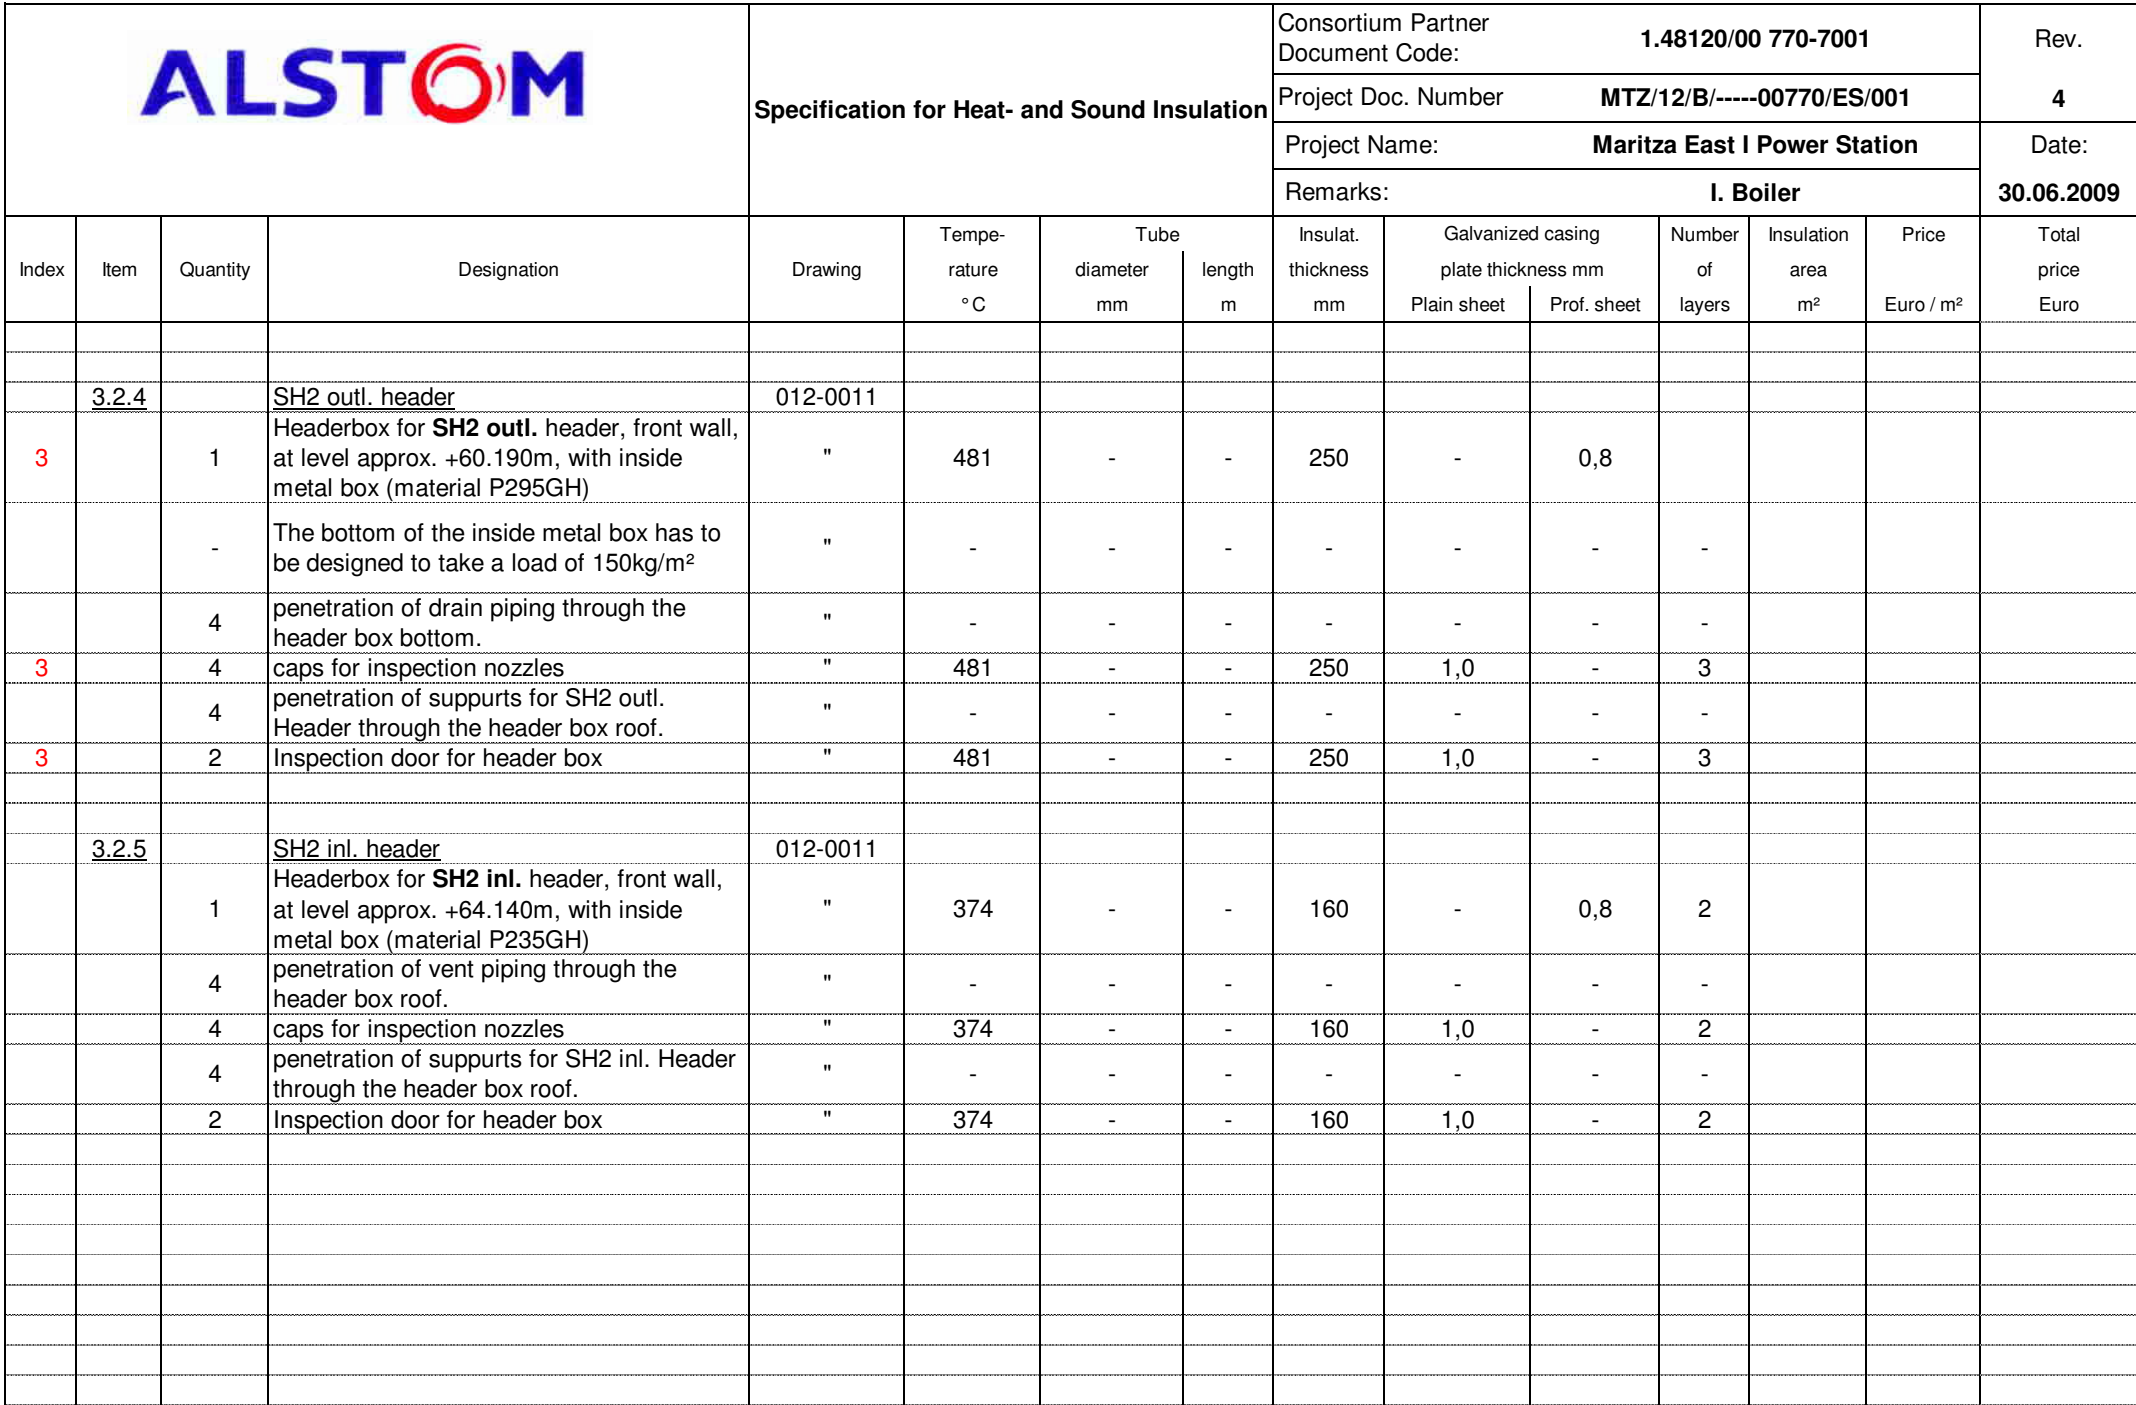 ALSTOM
Specification for Heat- and Sound Insulation
Consortium Partner
Document Code:
1.48120/00 770-7001
Rev.
Project Doc. Number
MTZ/12/B/-----00770/ES/001
4
Project Name:
Maritza East I Power Station
Date:
Remarks:
I. Boiler
30.06.2009
Index Item Quantity Designation Drawing
Tempe-
rature
°C
Tube
diameter length
mm m
Insulat.
thickness
mm
Galvanized casing
plate thickness mm
Plain sheet Prof. sheet
Number
of
layers
Insulation
area
m²
Price
Euro / m²
Total
price
Euro
3.2.4 SH2 outl. header 012-0011
Headerbox for SH2 outl. header, front wall,
3 1 at level approx. +60.190m, with inside " 481 - - 250 - 0,8
metal box (material P295GH)
The bottom of the inside metal box has to
- be designed to take a load of 150kg/m² " - - - - - - -
penetration of drain piping through the
4 header box bottom. " - - - - - - -
3 4 caps for inspection nozzles " 481 - - 250 1,0 - 3
penetration of suppurts for SH2 outl.
4 Header through the header box roof. " - - - - - - -
3 2 Inspection door for header box " 481 - - 250 1,0 - 3
3.2.5 SH2 inl. header 012-0011
Headerbox for SH2 inl. header, front wall,
1 at level approx. +64.140m, with inside " 374 - - 160 - 0,8 2
metal box (material P235GH)
penetration of vent piping through the
4 header box roof. " - - - - - - -
4 caps for inspection nozzles " 374 - - 160 1,0 - 2
penetration of suppurts for SH2 inl. Header
4 through the header box roof. " - - - - - - -
2 Inspection door for header box " 374 - - 160 1,0 - 2